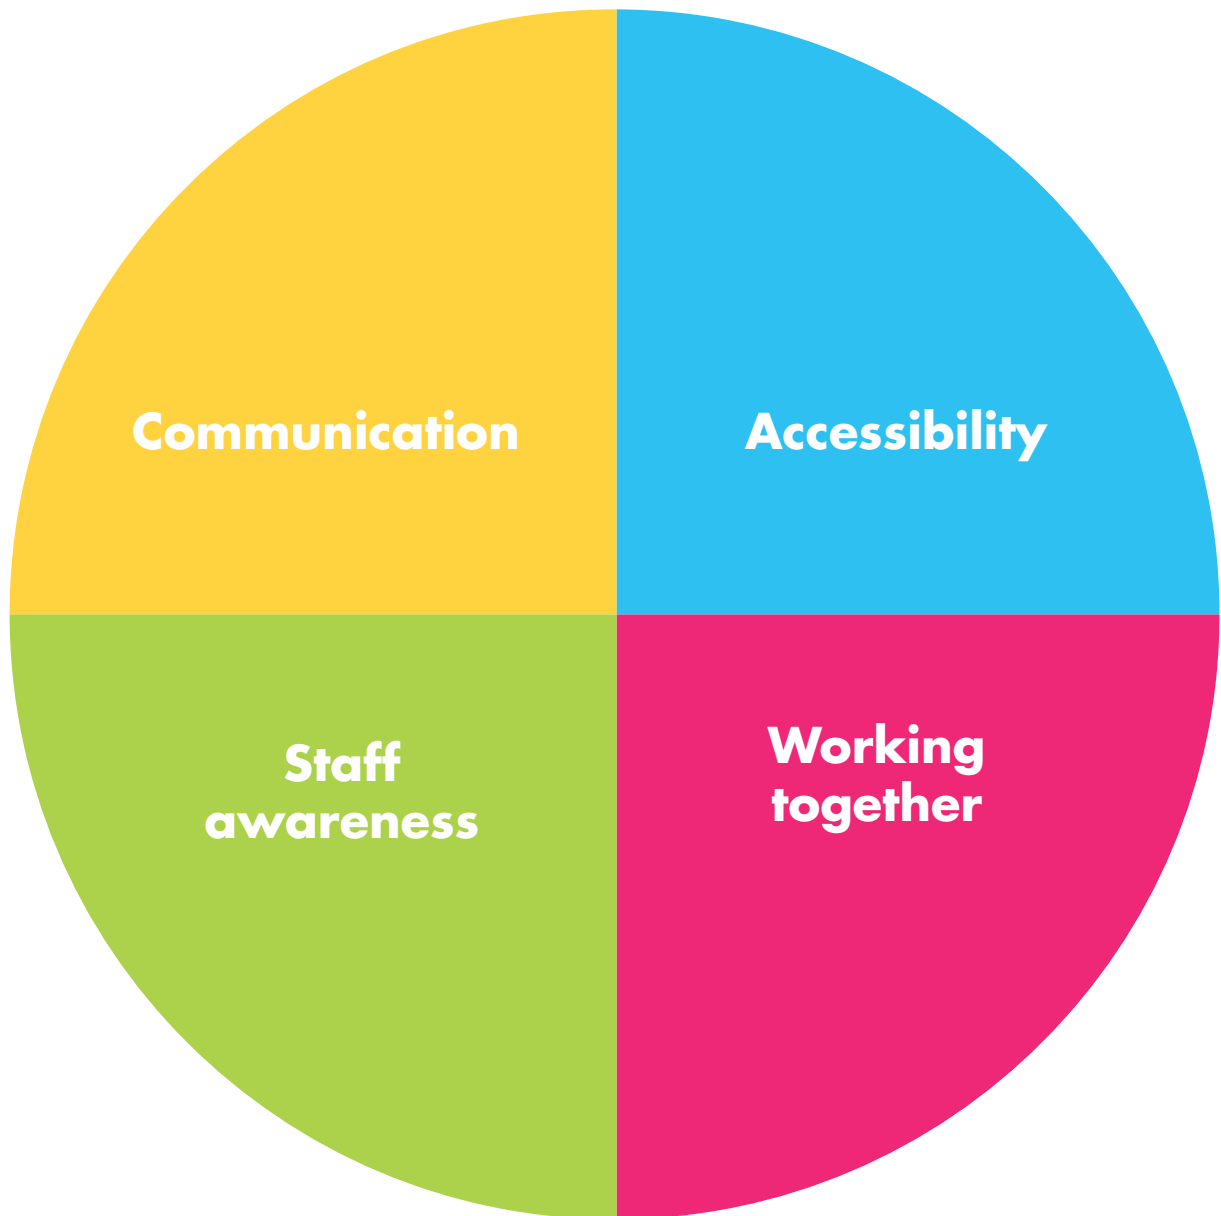 Communication
Accessibility
Staff
awareness
Working
together